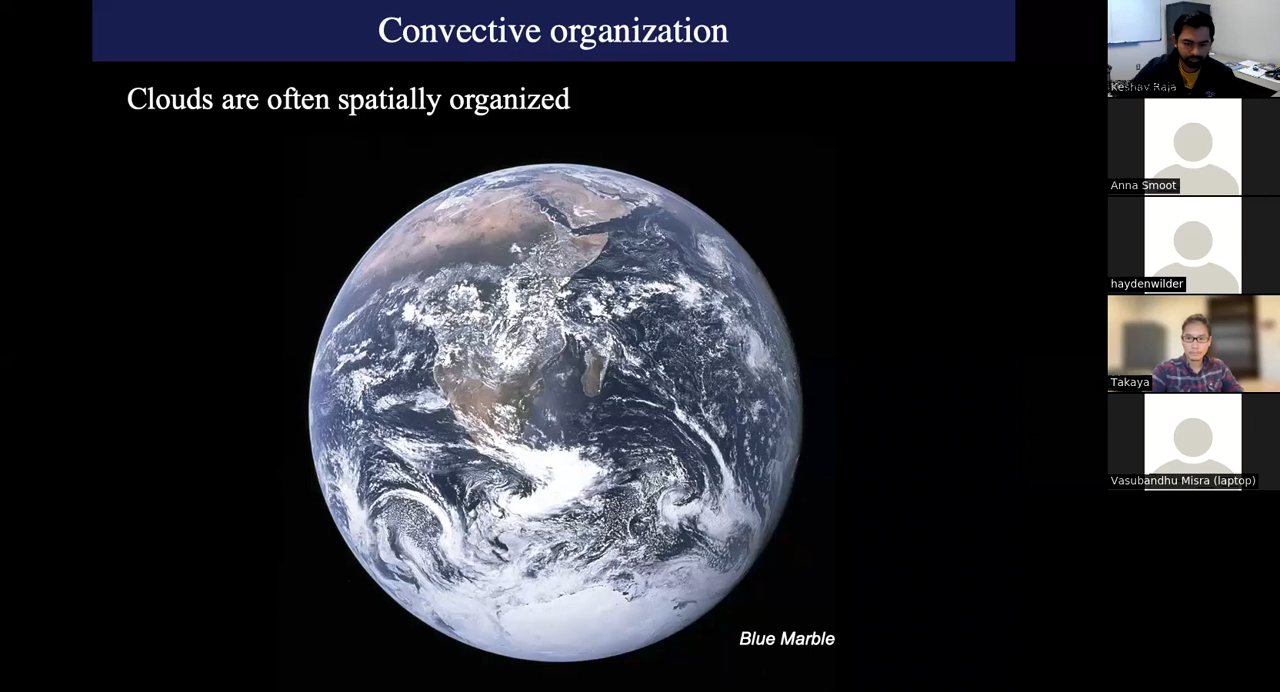 Convective organization
Clouds are often spatially organized
Blue Marble
Keshav Raja
Anna Smoot
haydenwilder
Takaya
Vasubandhu Misra (laptop)